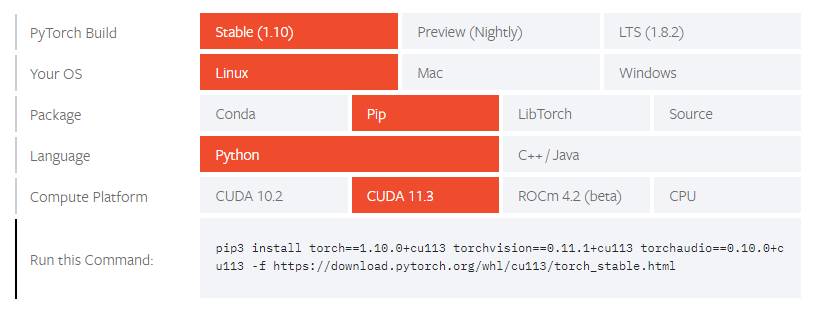 PyTorch Build Stable (1.10) Preview (Nightly) LTS (1.8.2)
Your OS Linux Mac Windows
Package Conda Pip LibTorch Source
Language Python C++ / Java
Compute Platform CUDA 10.2 CUDA 11.3 ROCm 4.2 (beta) CPU
Run this Command:
pip3 install torch==1.10.0+cu113 torchvision==0.11.1+cu113 torchaudio==0.10.0+c
u113 -f https://download.pytorch.org/whl/cu113/torch_stable.html